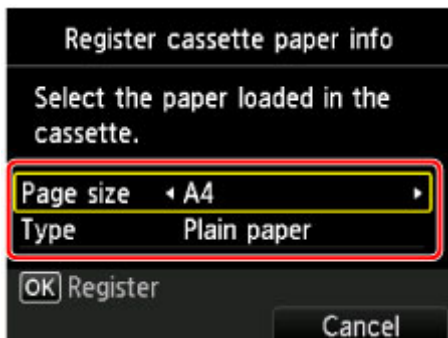 Register cassette paper info
Select the paper loaded in the
cassette.
Page size A4
Type Plain paper
OK Register
Cancel